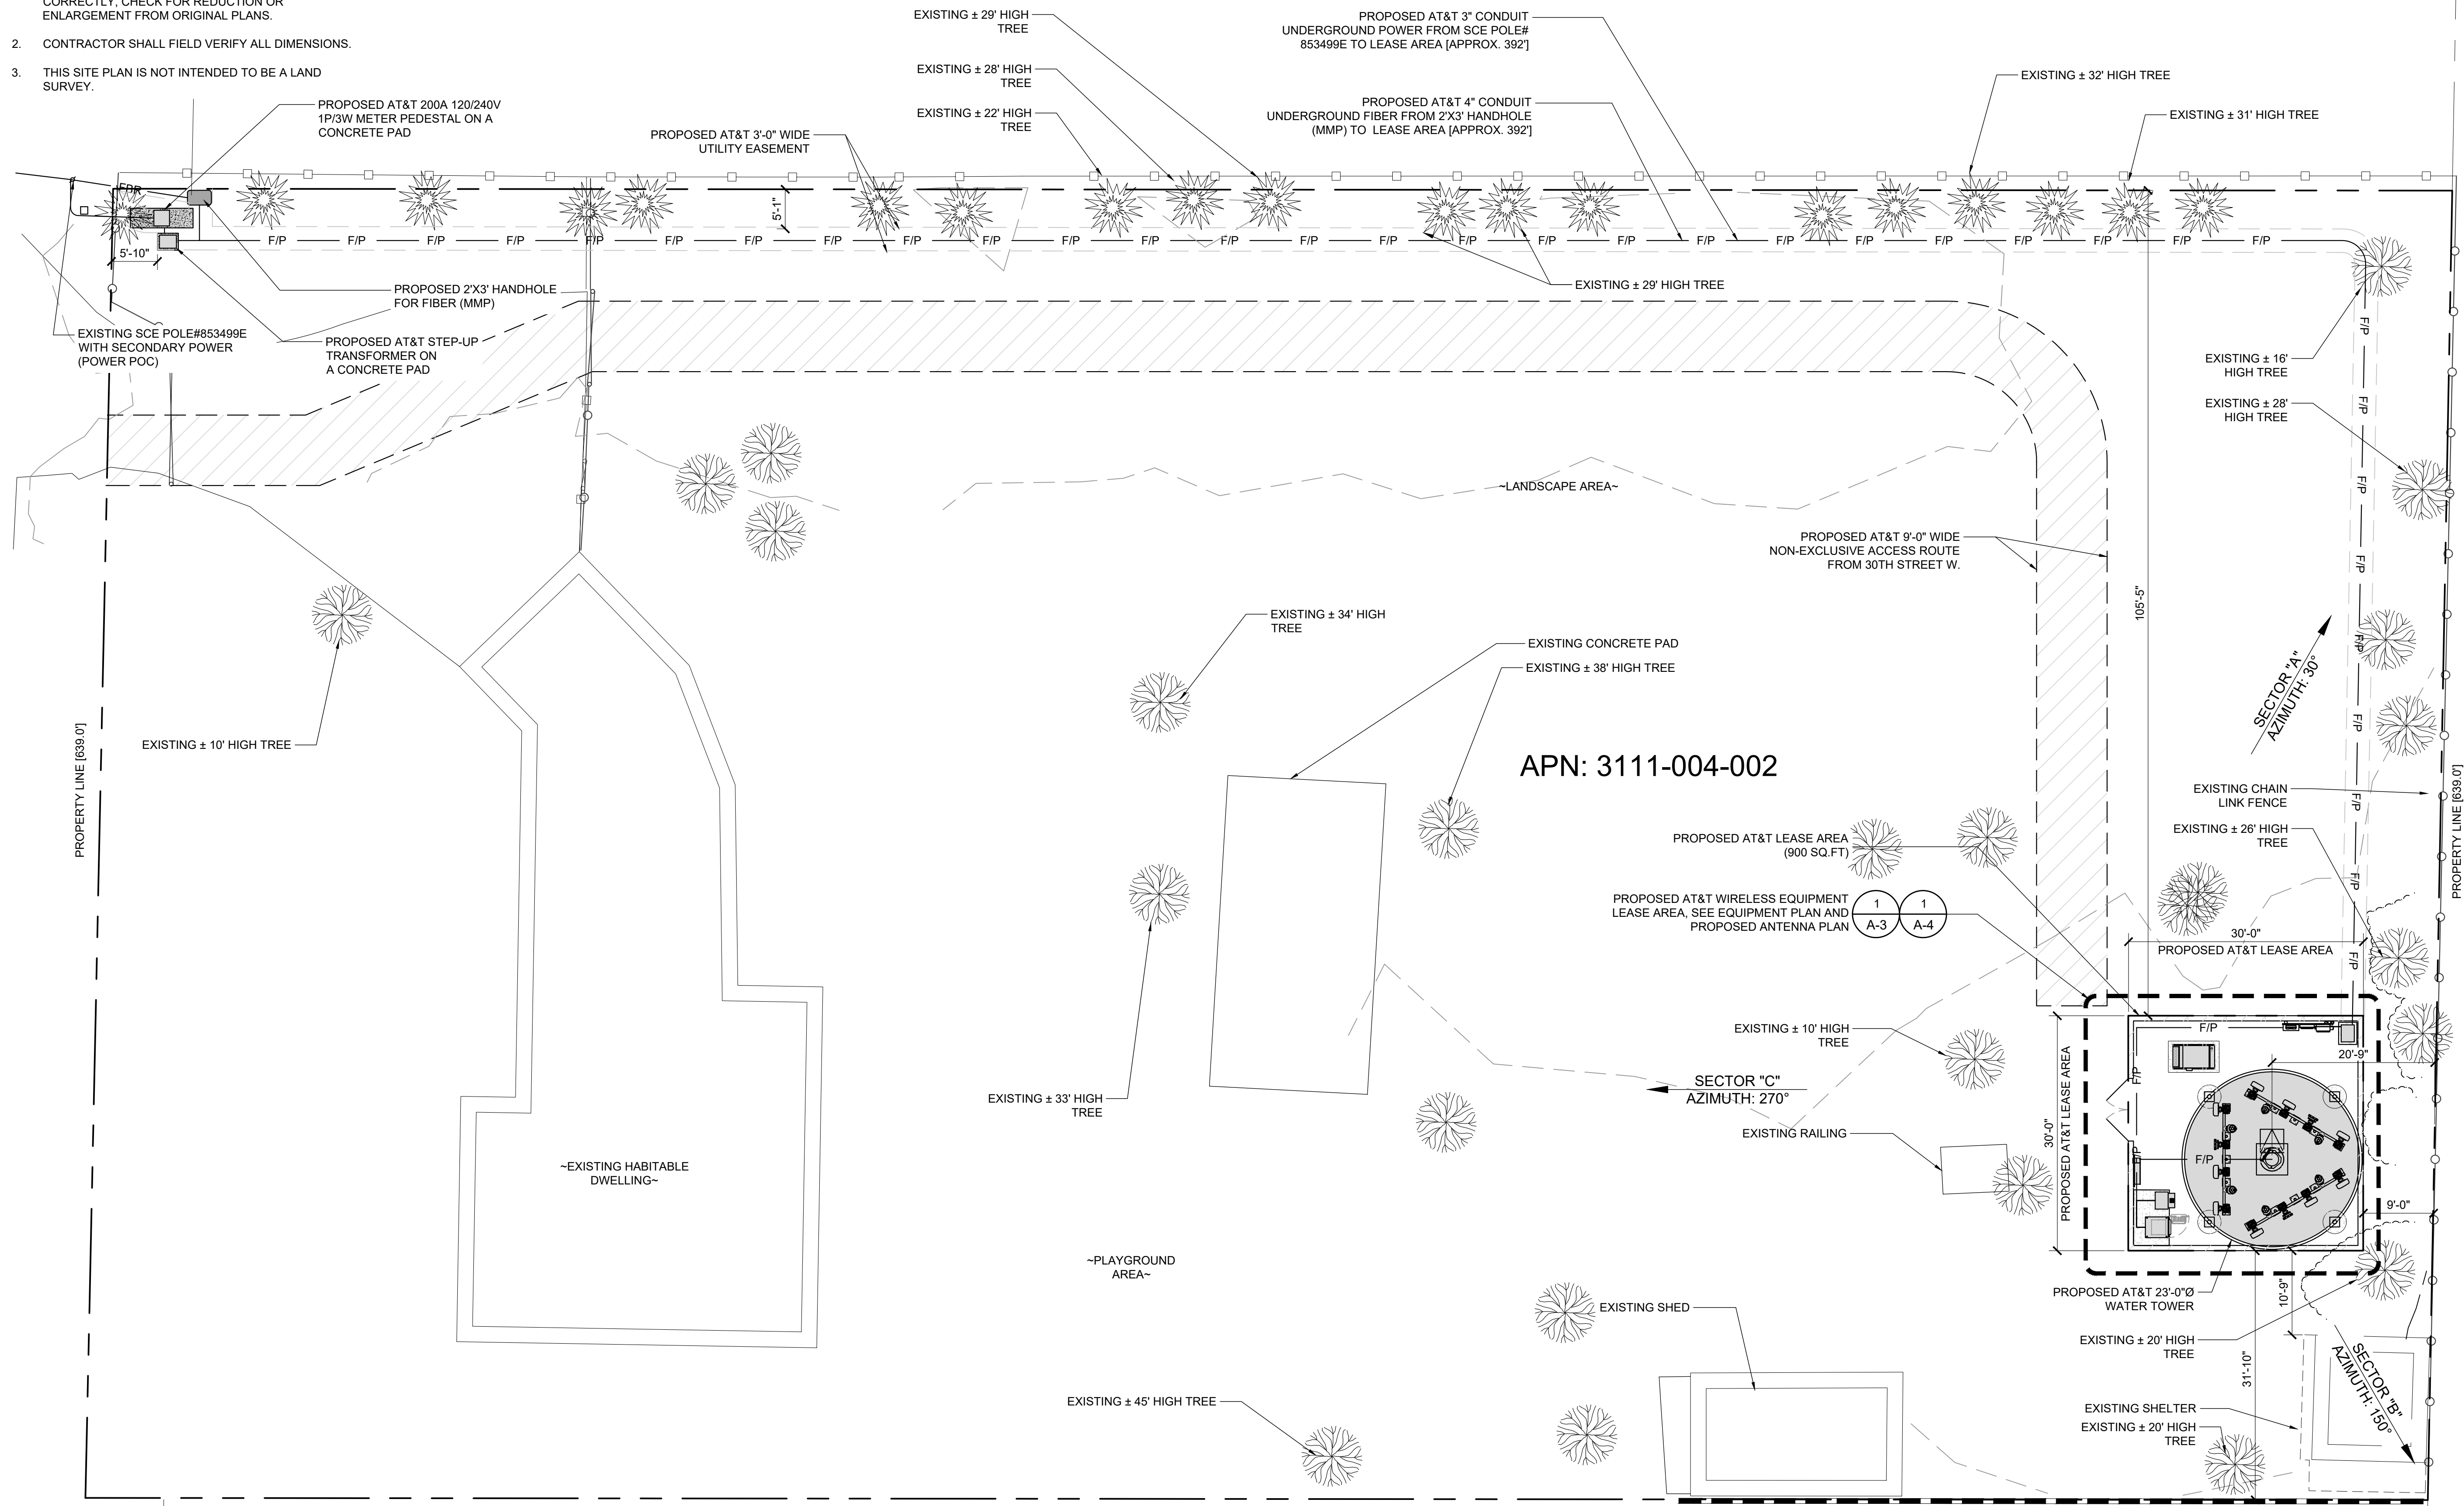 CORRECTLY, CHECK FOR REDUCTION OR
ENLARGEMENT FROM ORIGINAL PLANS.
2. CONTRACTOR SHALL FIELD VERIFY ALL DIMENSIONS.
3. THIS SITE PLAN IS NOT INTENDED TO BE A LAND
SURVEY.
PROPOSED AT&T 200A 120/240V
1P/3W METER PEDESTAL ON A
CONCRETE PAD
PROPOSED AT&T 3'-0" WIDE
UTILITY EASEMENT
EXISTING ± 29' HIGH
TREE
EXISTING ± 28' HIGH
TREE
EXISTING ± 22' HIGH
TREE
PROPOSED AT&T 3" CONDUIT
UNDERGROUND POWER FROM SCE POLE#
853499E TO LEASE AREA [APPROX. 392']
PROPOSED AT&T 4" CONDUIT
UNDERGROUND FIBER FROM 2'X3' HANDHOLE
(MMP) TO LEASE AREA [APPROX. 392']
EXISTING ± 32' HIGH TREE
EXISTING ± 31' HIGH TREE
FDR
5'-1"
F/P F/P F/P F/P F/P F/P F/P F/P F/P F/P F/P F/P F/P F/P F/P F/P F/P F/P F/P F/P F/P F/P F/P F/P F/P F/P
5'-10"
PROPOSED 2'X3' HANDHOLE
FOR FIBER (MMP)
EXISTING ± 29' HIGH TREE
EXISTING SCE POLE#853499E
WITH SECONDARY POWER
(POWER POC)
PROPOSED AT&T STEP-UP
TRANSFORMER ON
A CONCRETE PAD
EXISTING ± 16'
HIGH TREE
EXISTING ± 28'
HIGH TREE
F/P
F/P
F/P
F/P
F/P
F/P
F/P
F/P
F/P
~LANDSCAPE AREA~
PROPOSED AT&T 9'-0" WIDE
NON-EXCLUSIVE ACCESS ROUTE
FROM 30TH STREET W.
105'-5"
EXISTING ± 34' HIGH
TREE
EXISTING CONCRETE PAD
EXISTING ± 38' HIGH TREE
SECTOR "A"
AZIMUTH: 30°
EXISTING ± 10' HIGH TREE
PROPERTY LINE [639.0']
APN: 3111-004-002
EXISTING CHAIN
LINK FENCE
PROPERTY LINE [639.0']
EXISTING ± 26' HIGH
TREE
PROPOSED AT&T LEASE AREA
(900 SQ.FT)
PROPOSED AT&T WIRELESS EQUIPMENT
LEASE AREA, SEE EQUIPMENT PLAN AND
PROPOSED ANTENNA PLAN
1
A-3
1
A-4
30'-0"
PROPOSED AT&T LEASE AREA
EXISTING ± 10' HIGH
TREE
F/P
20'-9"
F/P
30'-0"
PROPOSED AT&T LEASE AREA
SECTOR "C"
AZIMUTH: 270°
EXISTING ± 33' HIGH
TREE
EXISTING RAILING
F/P
F/P
~EXISTING HABITABLE
DWELLING~
9'-0"
~PLAYGROUND
AREA~
PROPOSED AT&T 23'-0"Ø
WATER TOWER
10'-9"
EXISTING SHED
EXISTING ± 20' HIGH
TREE
31'-10"
SECTOR "B"
AZIMUTH: 150°
EXISTING ± 45' HIGH TREE
EXISTING SHELTER
EXISTING ± 20' HIGH
TREE